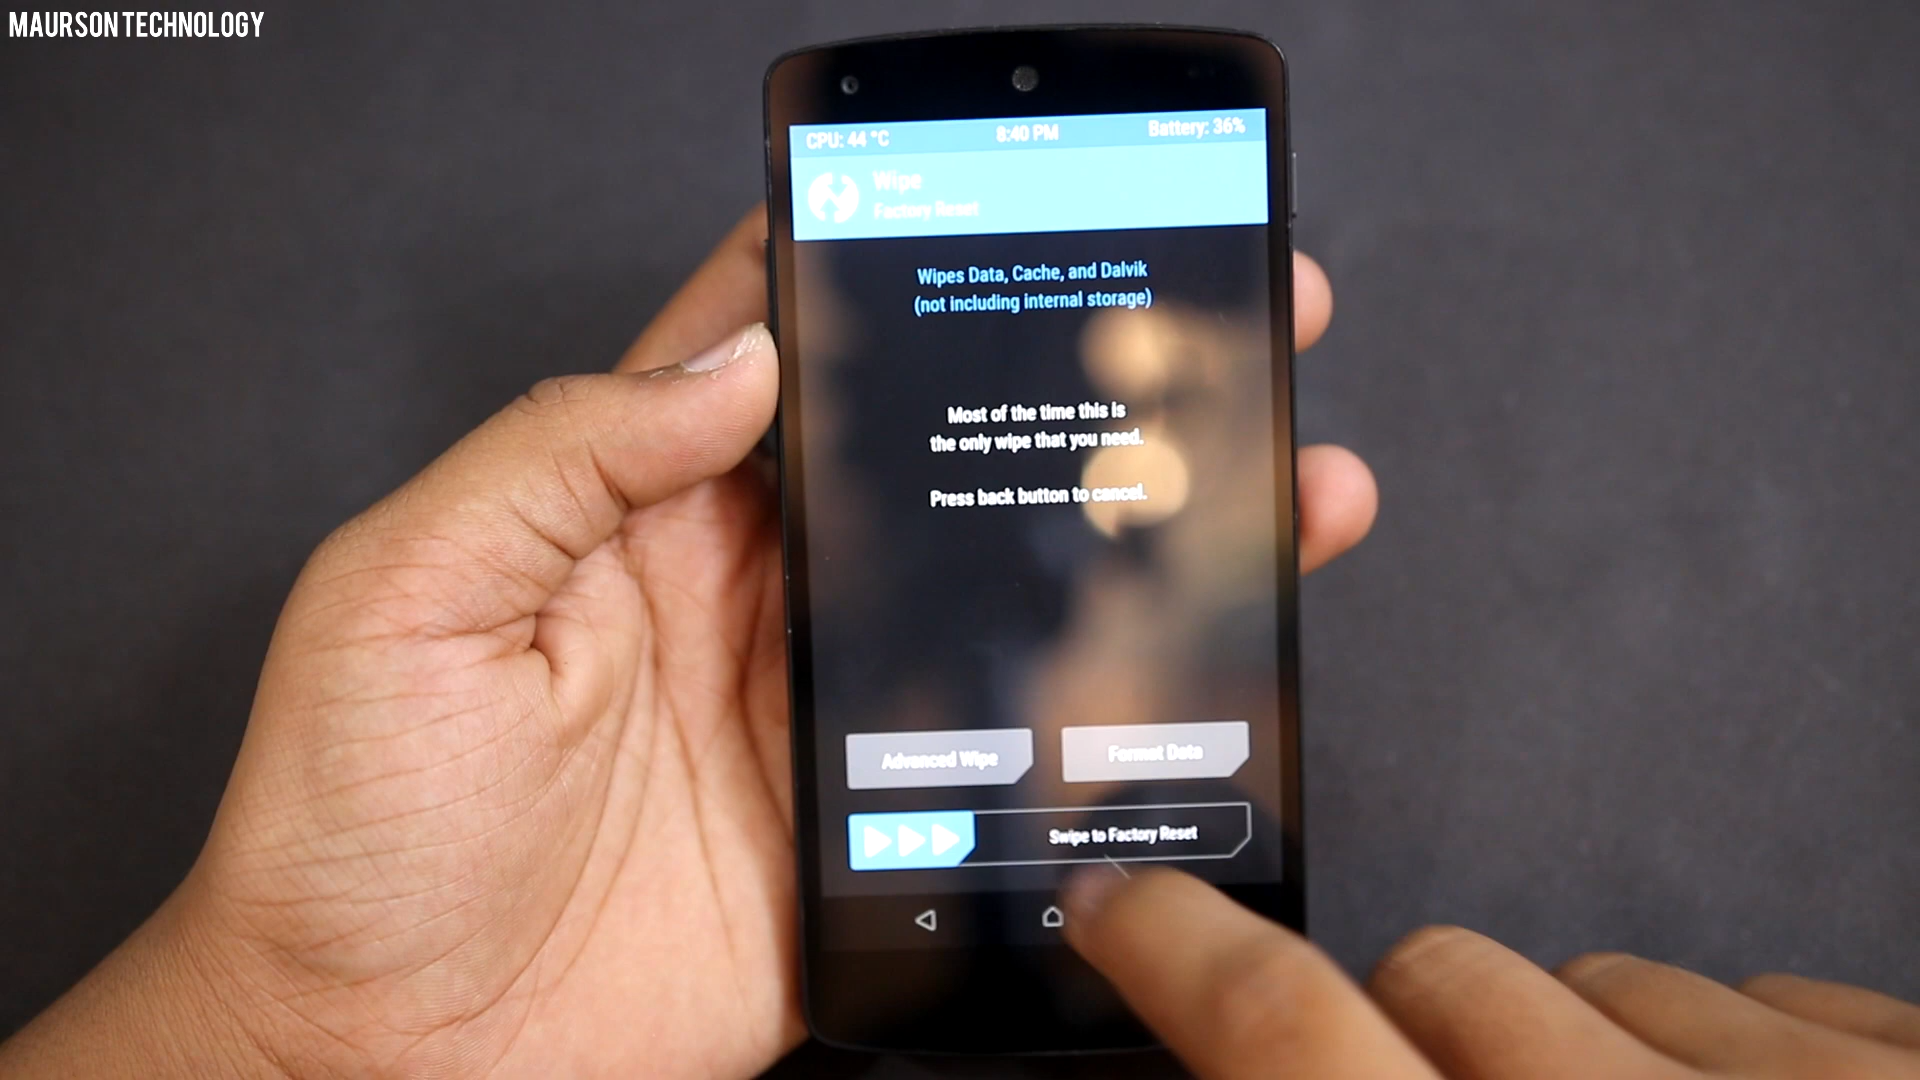 MAURSON TECHNOLOGY
CPU: 44 °C 8:40 PM Battery: 36%
Wipe
Factory Reset
Wipes Data, Cache, and Dalvik
(not including internal storage)
Most of the time this is
the only wipe that you need.
Press back button to cancel.
Advanced Wipe Format Data
Swipe to Factory Reset